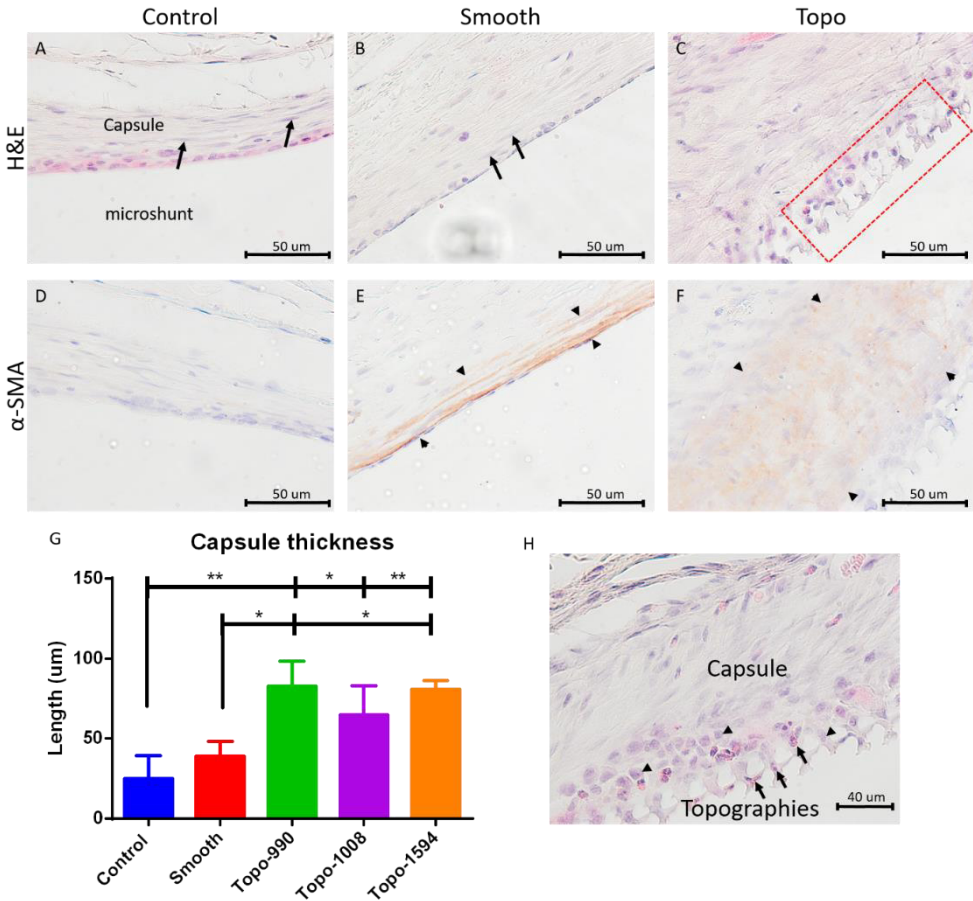 Control Smooth Topo
H&E
A
Capsule
microshunt
50 um
B
50 um
C
50 um
α-SMA
D
50 um
E
50 um
F
50 um
G
Capsule thickness
Length (um)
150
100
50
0
** * **
* *
Control
Smooth
Topo-990
Topo-1008
Topo-1594
H
Capsule
Topographies
40 um